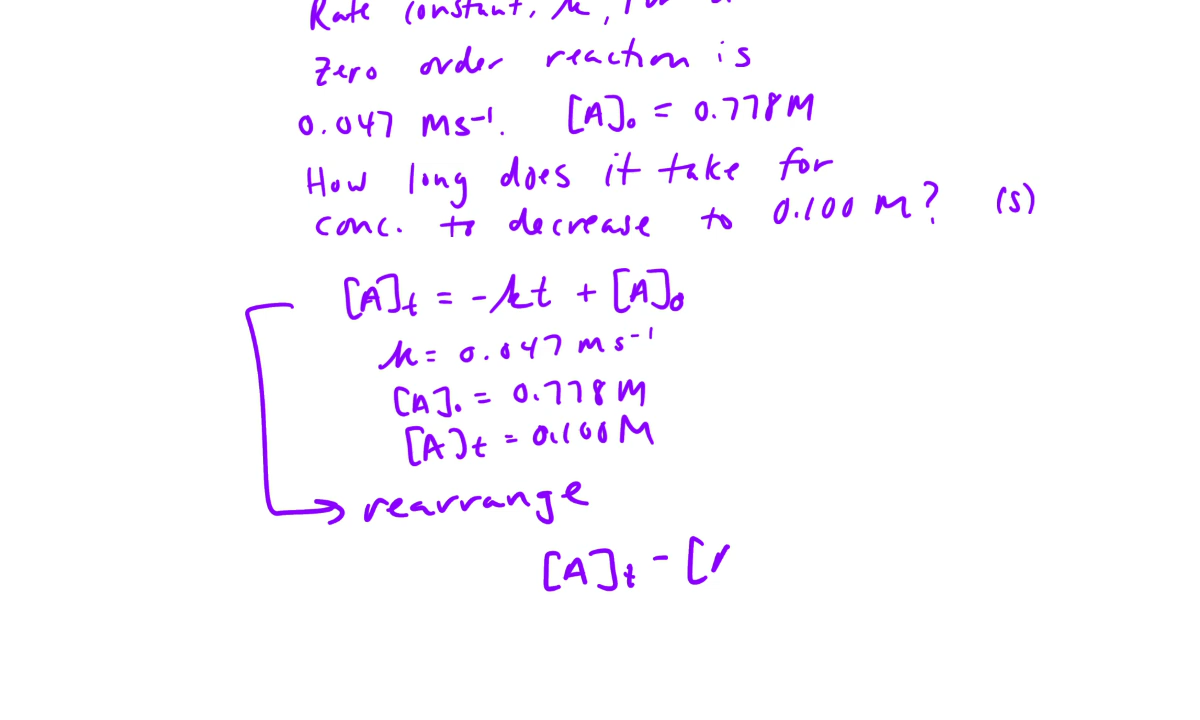 Rate constant, k, for a
zero order reaction is
0.047 Ms⁻¹. [A]₀ = 0.778 M
How long does it take for
conc. to decrease to 0.100 M? (s)
[A]t = -kt + [A]₀
k = 0.047 Ms⁻¹
[A]₀ = 0.778 M
[A]t = 0.100 M
→ rearrange
[A]t - [